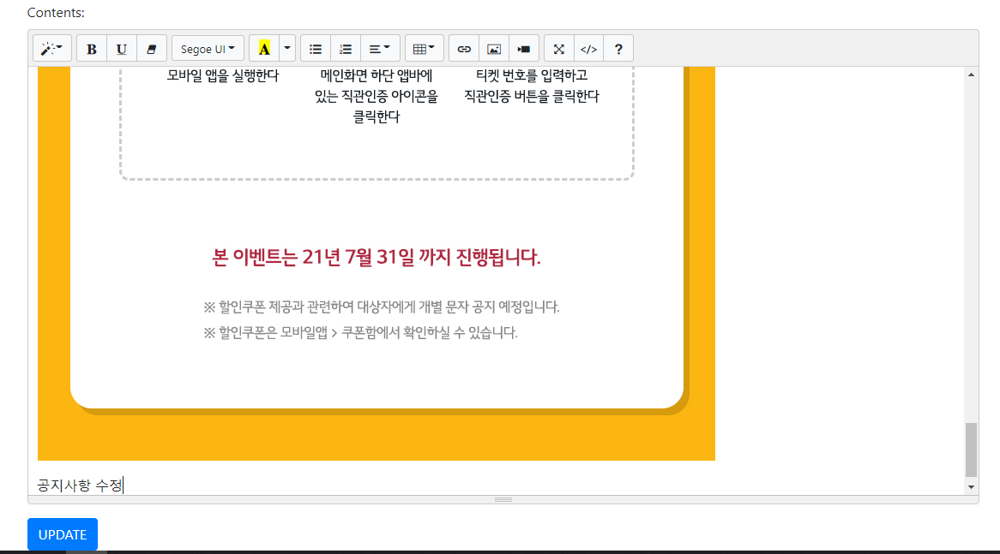 Contents:
B U Segoe UI A </> ?
모바일 앱을 실행한다
메인화면 하단 앱바에
있는 직관인증 아이콘을
클릭한다
티켓 번호를 입력하고
직관인증 버튼을 클릭한다
본 이벤트는 21년 7월 31일 까지 진행됩니다.
※ 할인쿠폰 제공과 관련하여 대상자에게 개별 문자 공지 예정입니다.
※ 할인쿠폰은 모바일앱 > 쿠폰함에서 확인하실 수 있습니다.
공지사항 수정
UPDATE